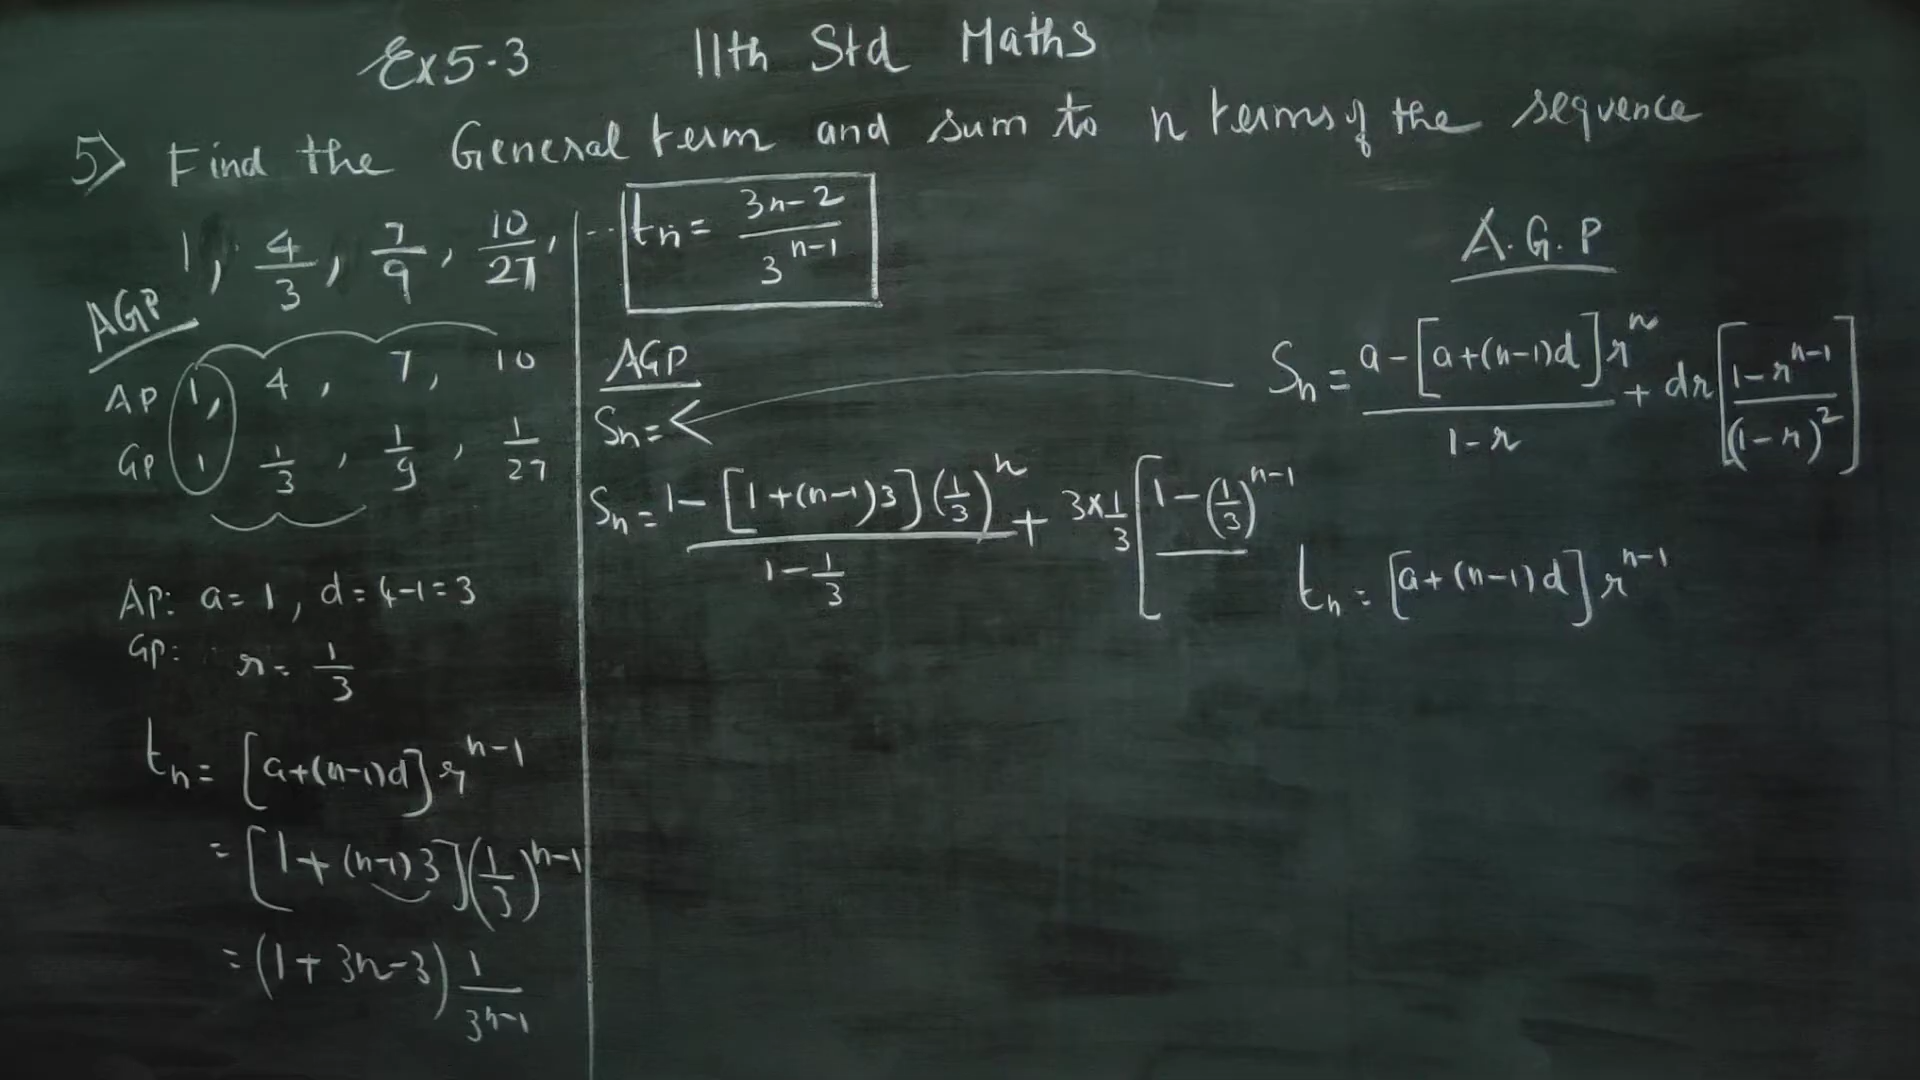 Ex 5.3 11th Std Maths
5) Find the General term and sum to n terms of the sequence
1, 4/3, 7/9, 10/27, ...
AGP
AP 1, 4, 7, 10
GP 1 1/3, 1/9, 1/27
AP: a = 1, d = 4-1 = 3
GP: r = 1/3
tn = [a+(n-1)d] r^(n-1)
= [1+(n-1)3] (1/3)^(n-1)
= (1+3n-3) 1/3^(n-1)
tn = (3n-2)/3^(n-1)
AGP
Sn =
Sn = (1-[1+(n-1)3](1/3)^n)/(1-1/3) + 3×1/3 [1-(1/3)^(n-1)
A.G.P
Sn = (a-[a+(n-1)d]r^n)/(1-r) + dr[(1-r^(n-1))/(1-r)^2]
tn = [a+(n-1)d] r^(n-1)